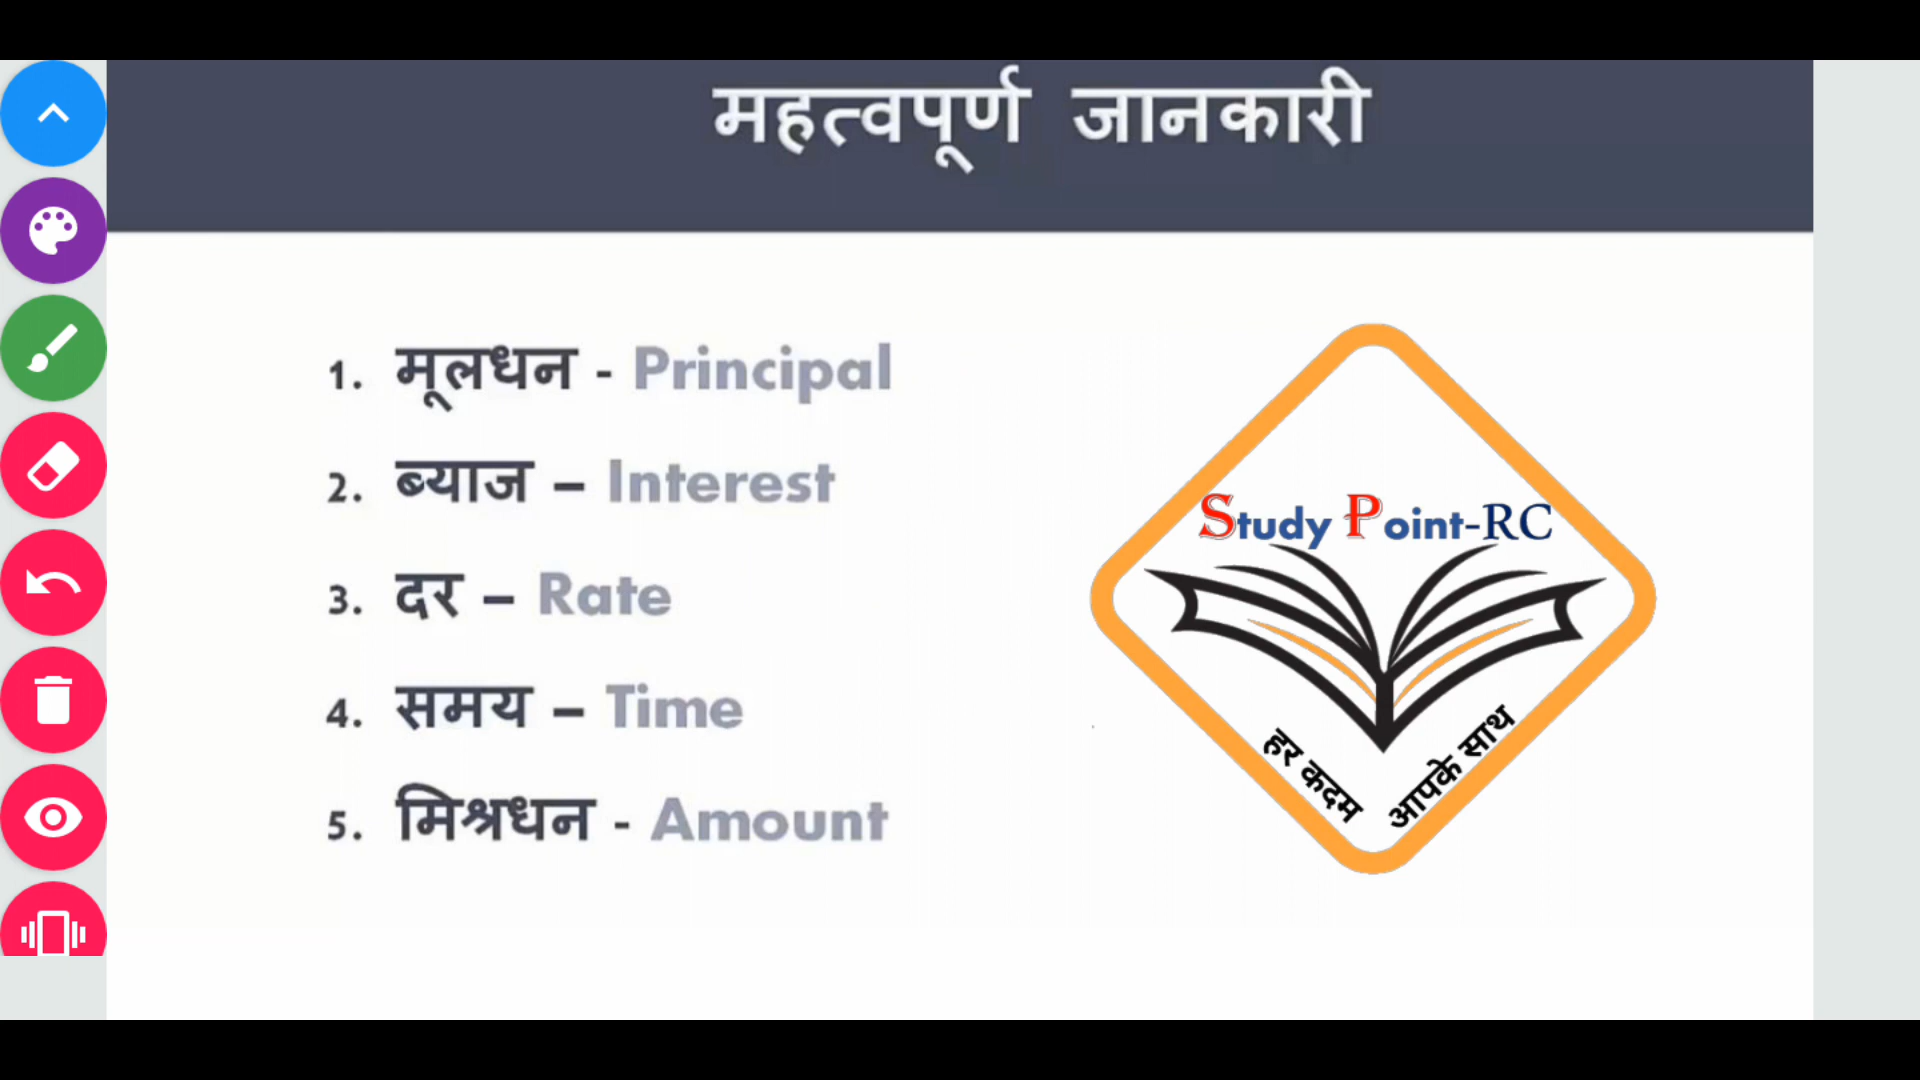 महत्वपूर्ण जानकारी
1. मूलधन - Principal
2. ब्याज – Interest
3. दर – Rate
4. समय – Time
5. मिश्रधन - Amount
Study Point-RC
हर कदम आपके साथ